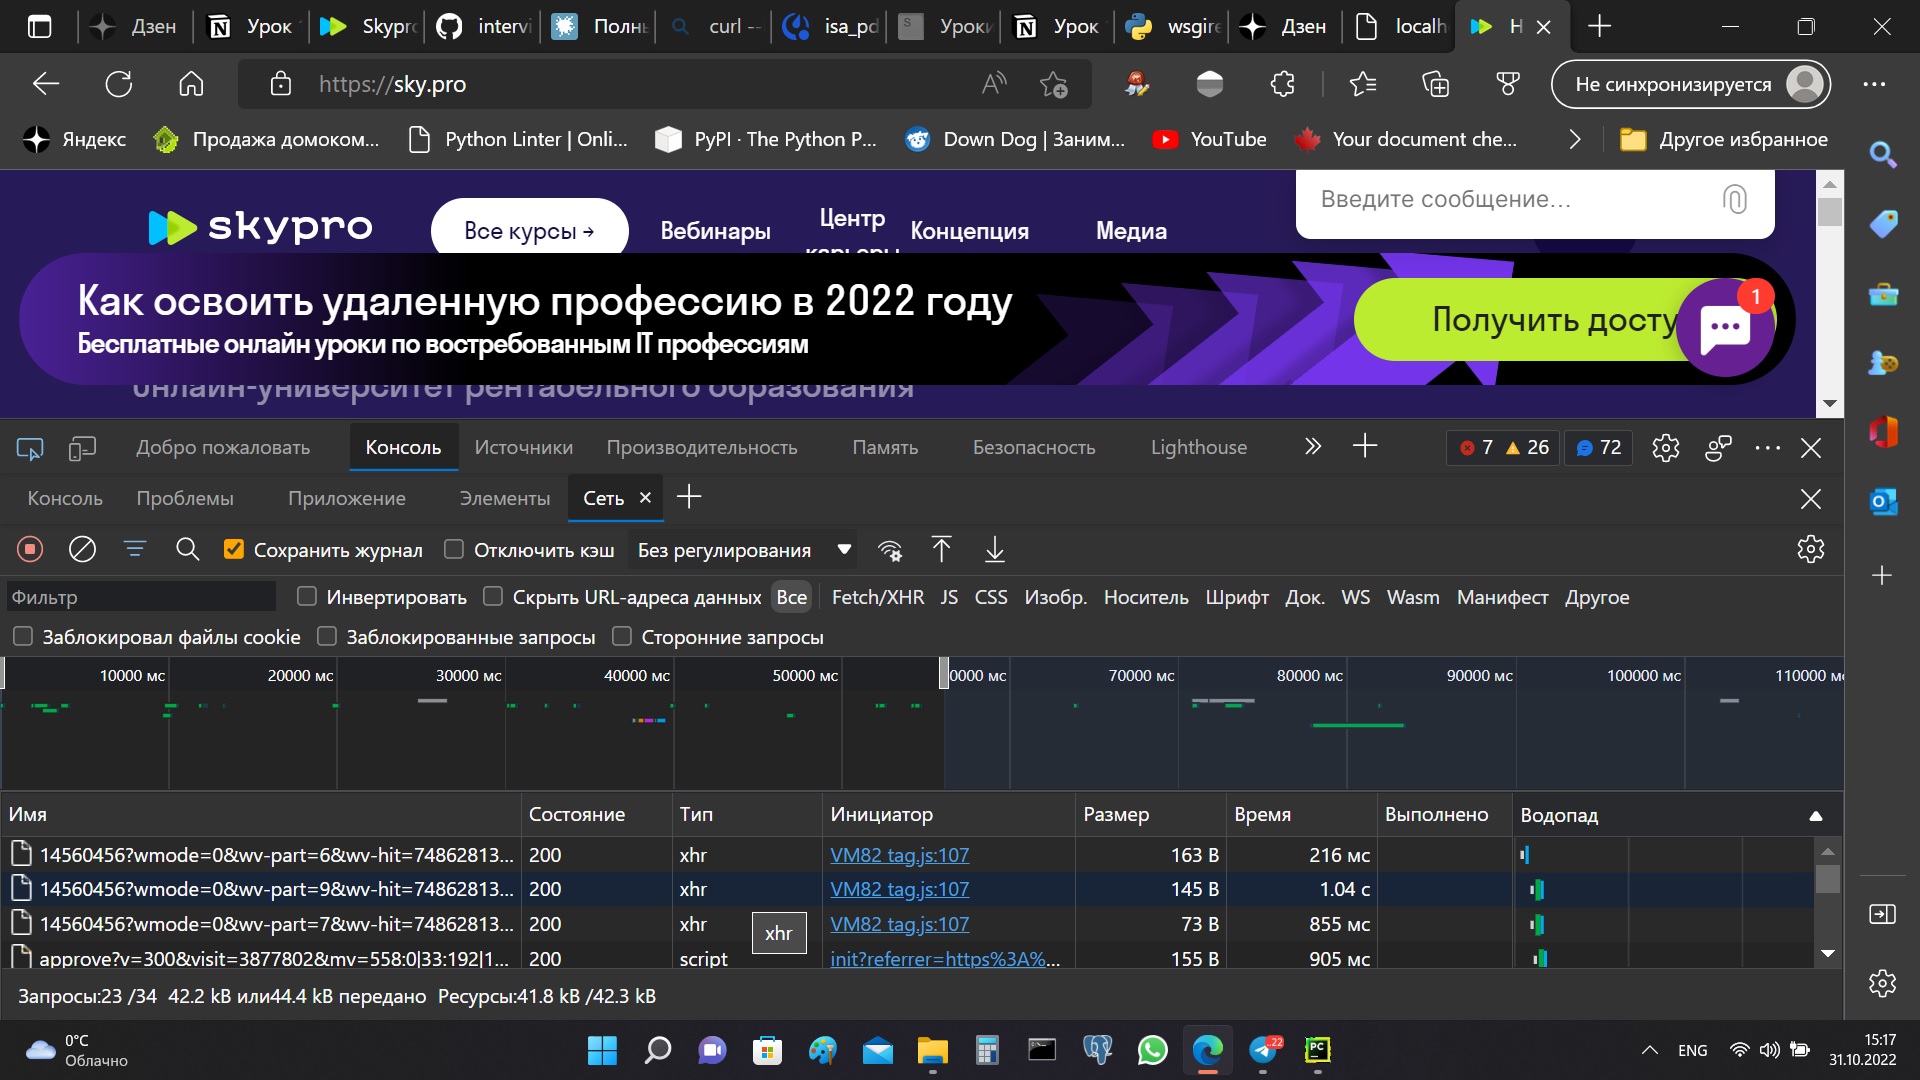 Дзен
Урок
Skypro
intervi
Полн
curl --
isa_pd
Уроки
Урок
wsgire
Дзен
localh
https://sky.pro
Не синхронизируется
Яндекс
Продажа домоком...
Python Linter | Onli...
PyPI · The Python P...
Down Dog | Заним...
YouTube
Your document che...
Другое избранное
skypro
Все курсы →
Вебинары
Центр
карьеры
Концепция
Медиа
Введите сообщение...
Как освоить удаленную профессию в 2022 году
Бесплатные онлайн уроки по востребованным IT профессиям
Получить досту
1
онлайн-университет рентабельного образования
Добро пожаловать
Консоль
Источники
Производительность
Память
Безопасность
Lighthouse
7
26
72
Консоль
Проблемы
Приложение
Элементы
Сеть
Сохранить журнал
Отключить кэш
Без регулирования
Фильтр
Инвертировать
Скрыть URL-адреса данных
Все
Fetch/XHR
JS
CSS
Изобр.
Носитель
Шрифт
Док.
WS
Wasm
Манифест
Другое
Заблокировал файлы cookie
Заблокированные запросы
Сторонние запросы
10000 мс
20000 мс
30000 мс
40000 мс
50000 мс
0000 мс
70000 мс
80000 мс
90000 мс
100000 мс
110000 мс
Имя
Состояние
Тип
Инициатор
Размер
Время
Выполнено
Водопад
14560456?wmode=0&wv-part=6&wv-hit=74862813... 200 xhr VM82 tag.js:107 163 B 216 мс
14560456?wmode=0&wv-part=9&wv-hit=74862813... 200 xhr VM82 tag.js:107 145 B 1.04 с
14560456?wmode=0&wv-part=7&wv-hit=74862813... 200 xhr VM82 tag.js:107 73 B 855 мс
xhr
approve?v=300&visit=3877802&mv=558:0|33:192|1... 200 script init?referrer=https%3A%... 155 B 905 мс
Запросы:23 /34 42.2 kB или44.4 kB передано Ресурсы:41.8 kB /42.3 kB
0°C
Облачно
22
PC
ENG
15:17
31.10.2022